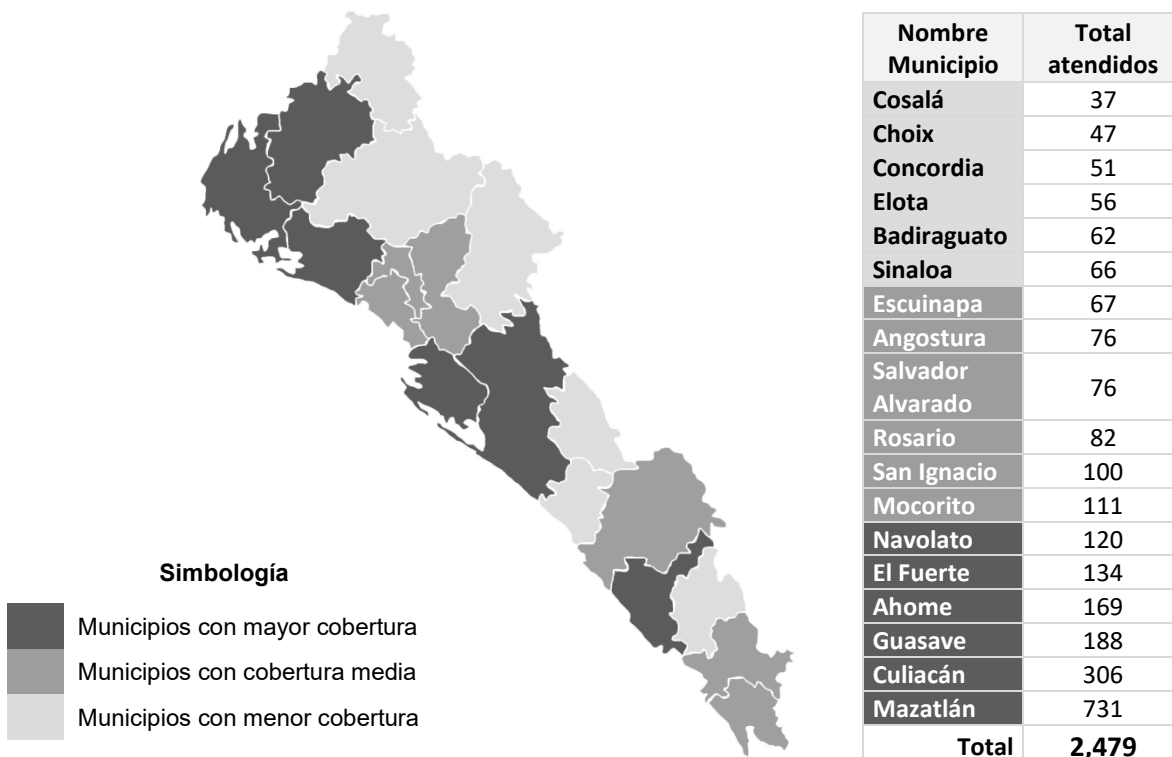 Nombre Municipio Total atendidos
Cosalá 37
Choix 47
Concordia 51
Elota 56
Badiraguato 62
Sinaloa 66
Escuinapa 67
Angostura 76
Salvador Alvarado 76
Rosario 82
San Ignacio 100
Mocorito 111
Navolato 120
El Fuerte 134
Ahome 169
Guasave 188
Culiacán 306
Mazatlán 731
Total 2,479
Simbología
Municipios con mayor cobertura
Municipios con cobertura media
Municipios con menor cobertura